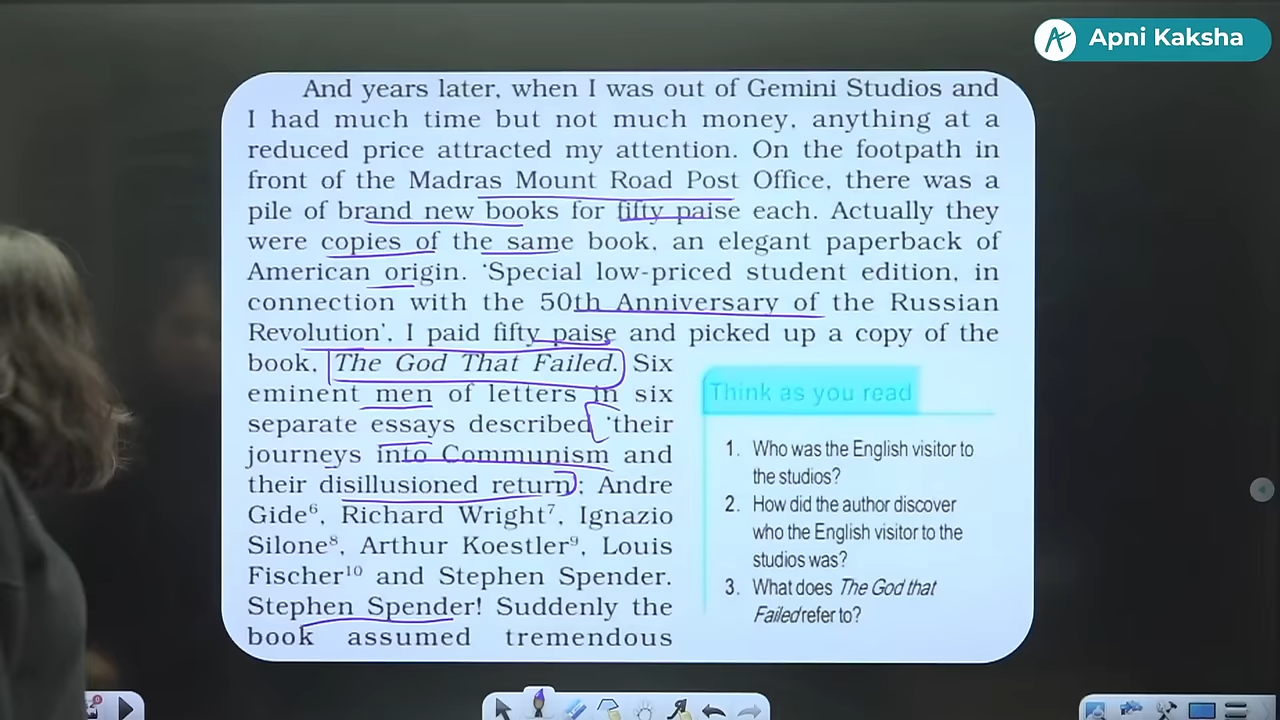 Apni Kaksha
And years later, when I was out of Gemini Studios and
I had much time but not much money, anything at a
reduced price attracted my attention. On the footpath in
front of the Madras Mount Road Post Office, there was a
pile of brand new books for fifty paise each. Actually they
were copies of the same book, an elegant paperback of
American origin. ‘Special low-priced student edition, in
connection with the 50th Anniversary of the Russian
Revolution’, I paid fifty paise and picked up a copy of the
book, The God That Failed. Six
eminent men of letters in six
separate essays described ‘their
journeys into Communism and
their disillusioned return’; Andre
Gide⁶, Richard Wright⁷, Ignazio
Silone⁸, Arthur Koestler⁹, Louis
Fischer¹⁰ and Stephen Spender.
Stephen Spender! Suddenly the
book assumed tremendous
Think as you read
1. Who was the English visitor to
the studios?
2. How did the author discover
who the English visitor to the
studios was?
3. What does The God that
Failed refer to?